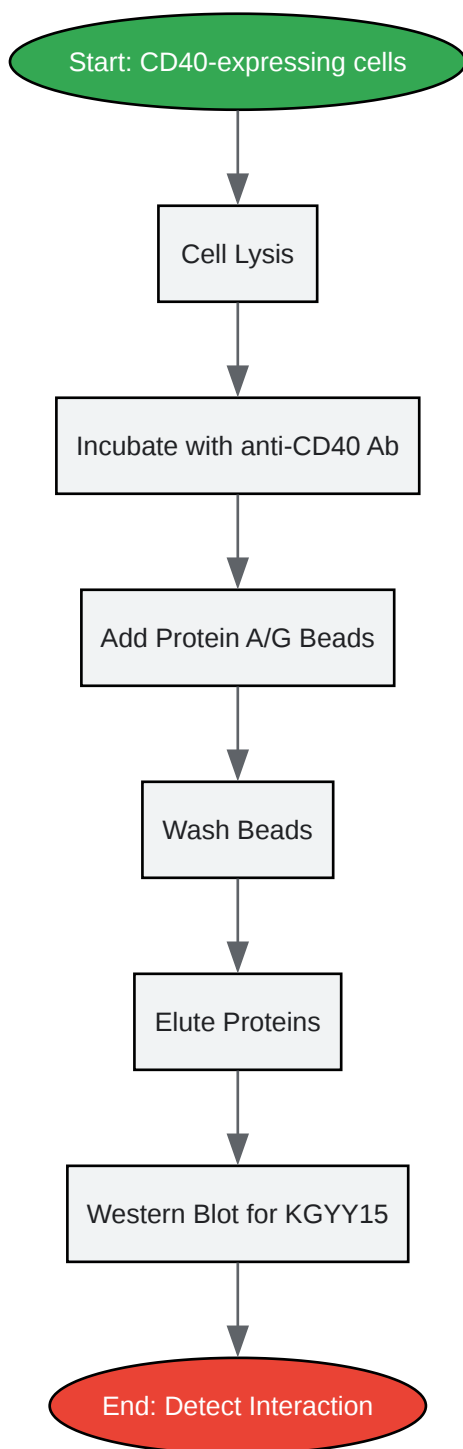 Start: CD40-expressing cells
Cell Lysis
Incubate with anti-CD40 Ab
Add Protein A/G Beads
Wash Beads
Elute Proteins
Western Blot for KGYY15
End: Detect Interaction